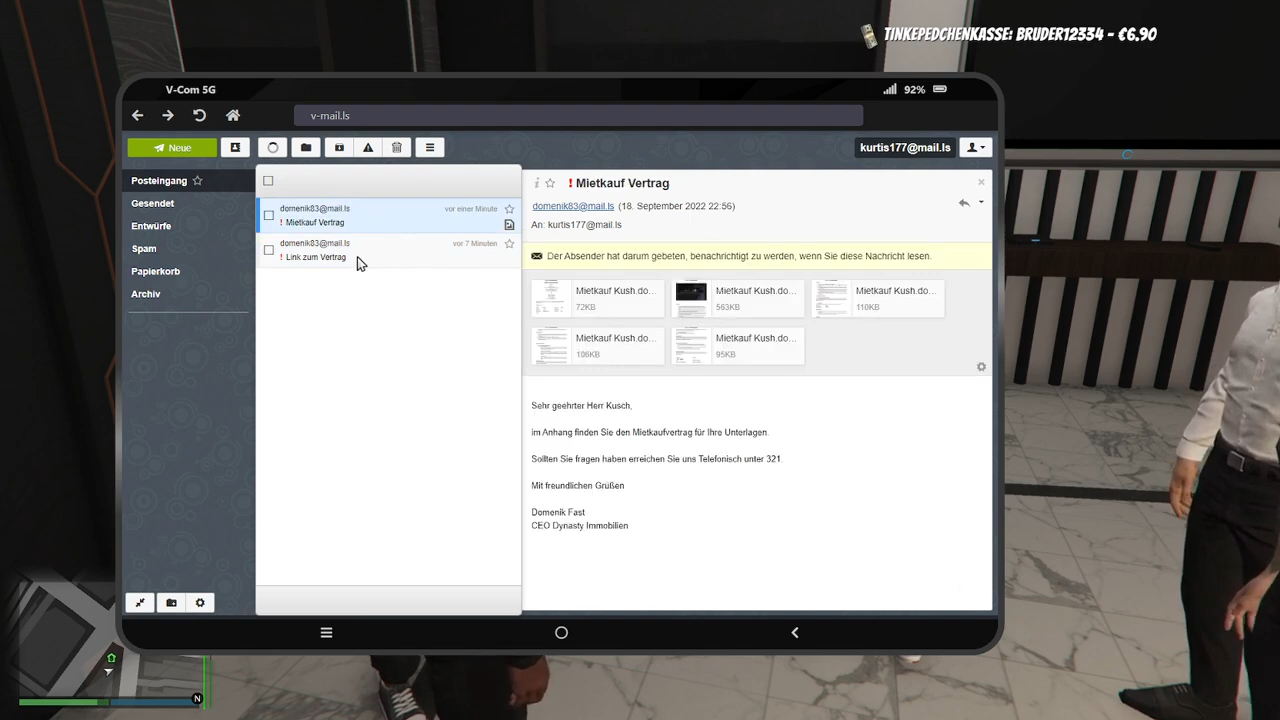 TINKEPEDCHENKASSE: BRUDER12334 - €6.90
V-Com 5G
92%
v-mail.ls
Neue
kurtis177@mail.ls
Posteingang
Gesendet
Entwürfe
Spam
Papierkorb
Archiv
domenik83@mail.ls
vor einer Minute
! Mietkauf Vertrag
domenik83@mail.ls
vor 7 Minuten
! Link zum Vertrag
! Mietkauf Vertrag
domenik83@mail.ls (18. September 2022 22:56)
An: kurtis177@mail.ls
Der Absender hat darum gebeten, benachrichtigt zu werden, wenn Sie diese Nachricht lesen.
Mietkauf Kush.do...
72KB
Mietkauf Kush.do...
563KB
Mietkauf Kush.do...
110KB
Mietkauf Kush.do...
106KB
Mietkauf Kush.do...
95KB
Sehr geehrter Herr Kusch,
im Anhang finden Sie den Mietkaufvertrag für Ihre Unterlagen.
Sollten Sie fragen haben erreichen Sie uns Telefonisch unter 321.
Mit freundlichen Grüßen
Domenik Fast
CEO Dynasty Immobilien
N